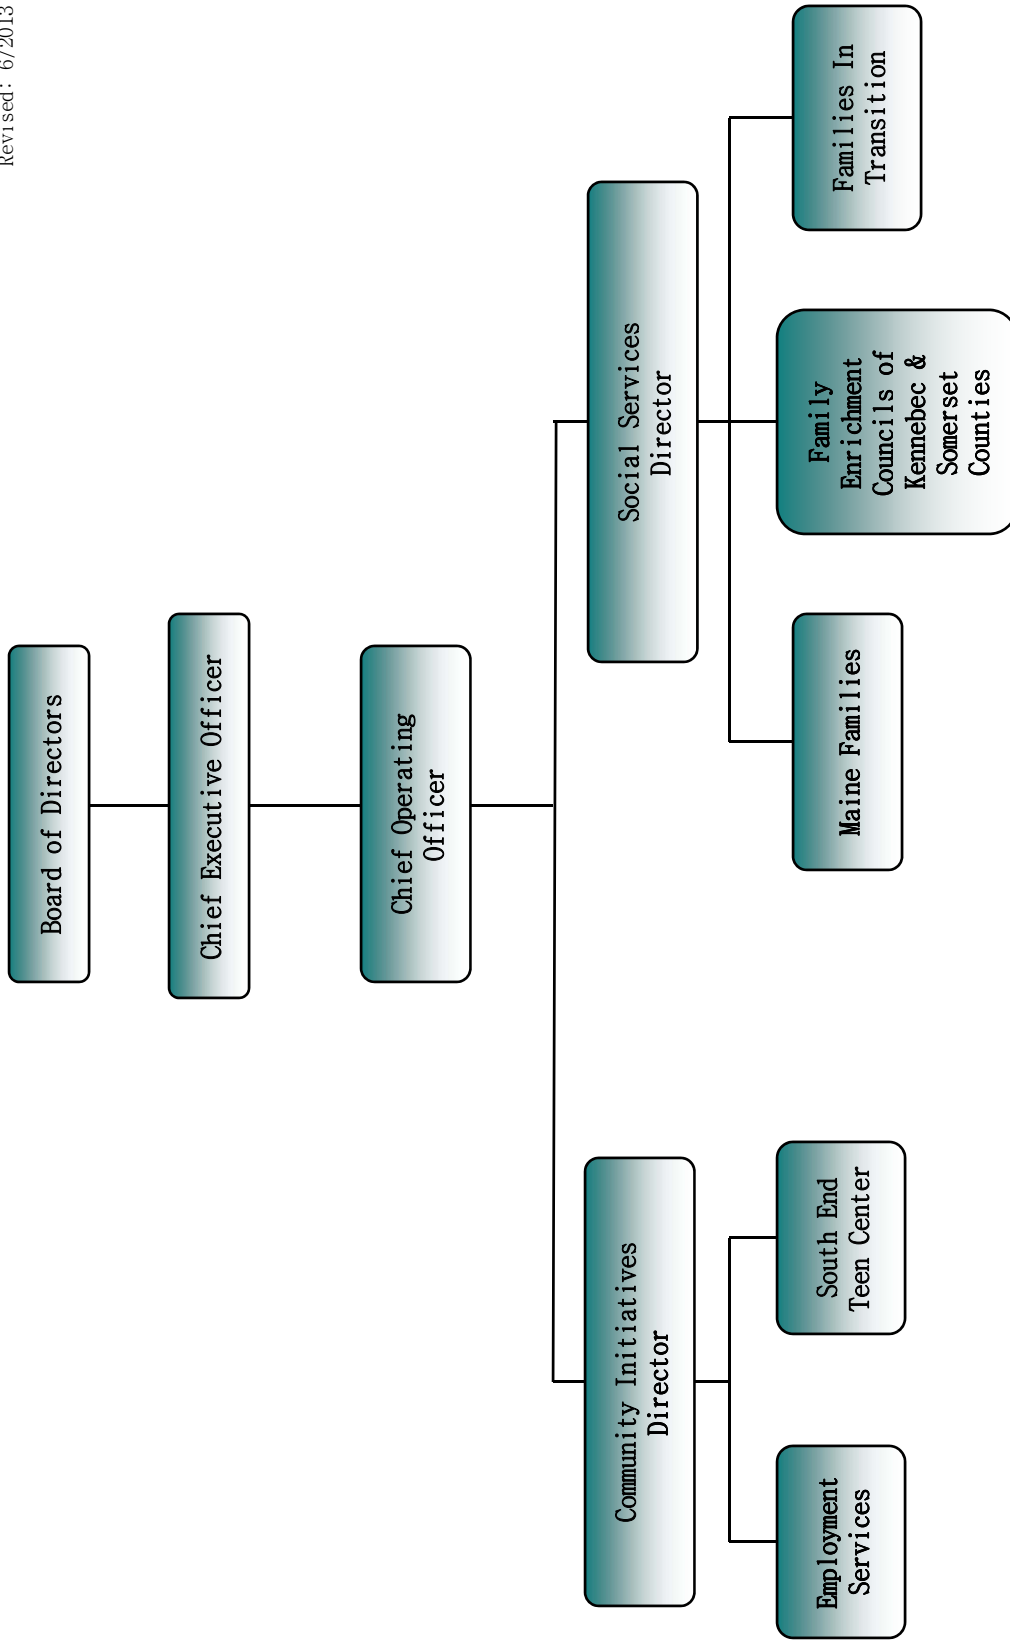 Revised: 6/2013
Board of Directors
Chief Executive Officer
Chief Operating
Officer
Community Initiatives
Director
Social Services
Director
Employment
Services
South End
Teen Center
Maine Families
Family
Enrichment
Councils of
Kennebec &
Somerset
Counties
Families In
Transition